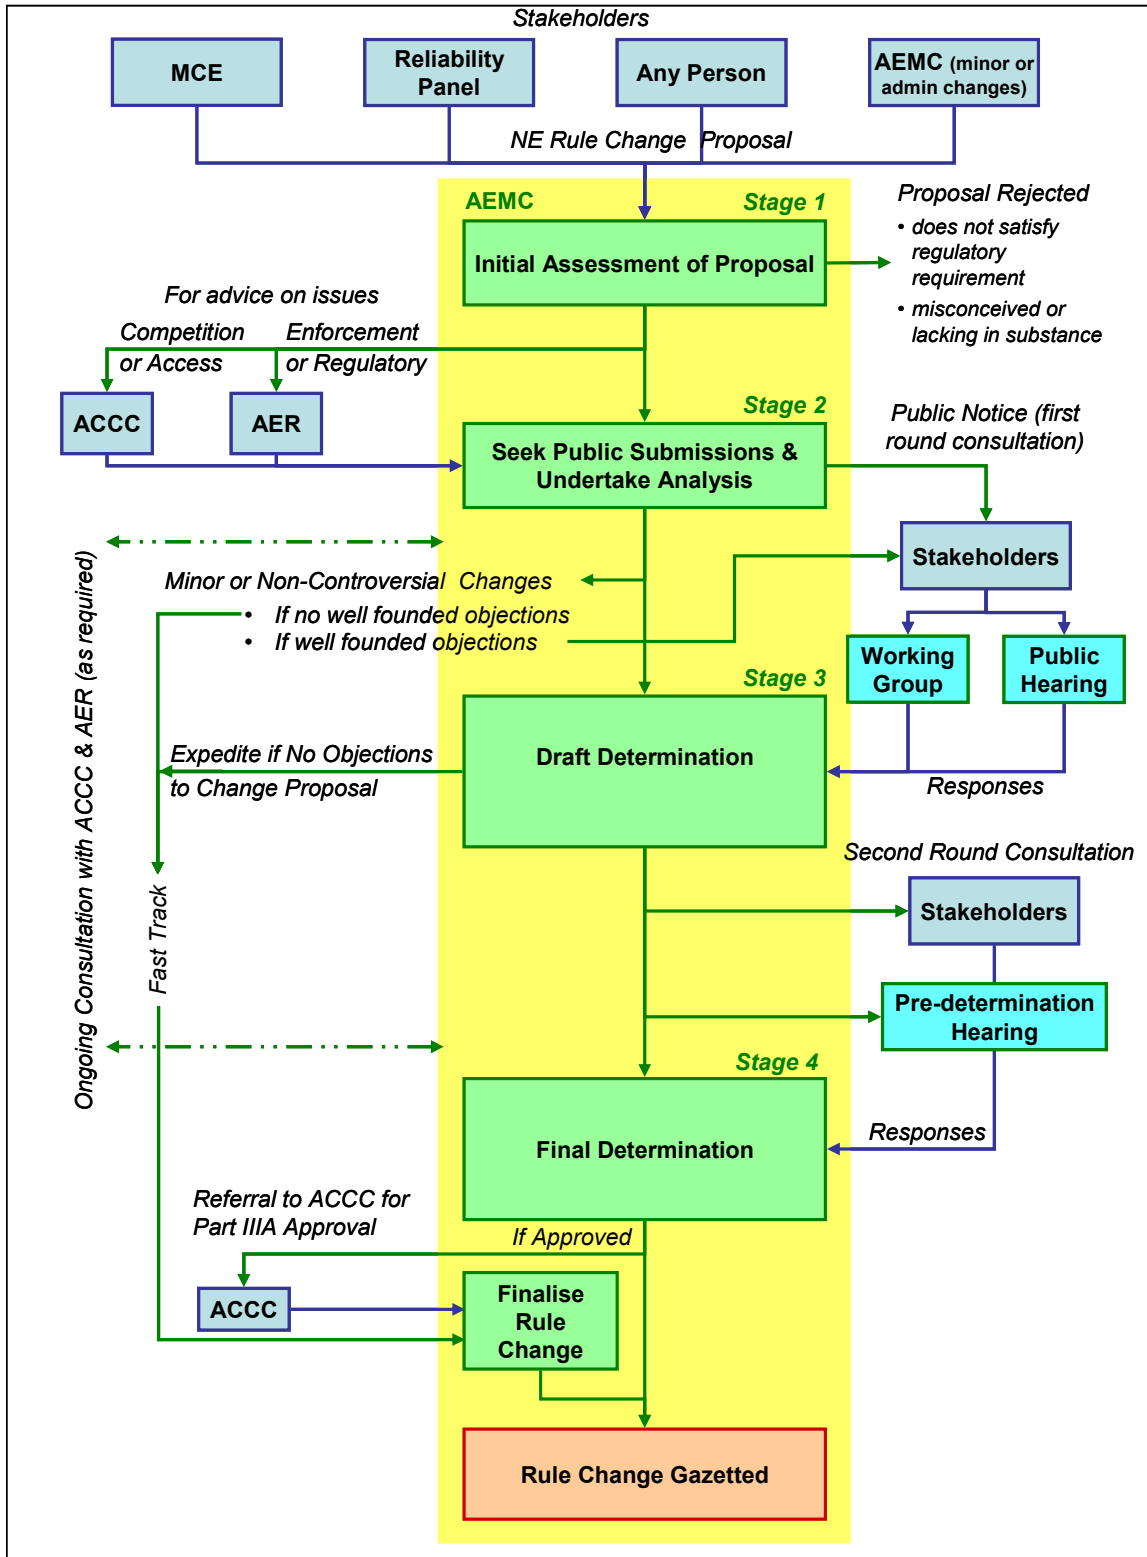 Stakeholders
MCE
Reliability
Panel
Any Person
AEMC (minor or
admin changes)
NE Rule Change Proposal
AEMC
Stage 1
Initial Assessment of Proposal
Proposal Rejected
• does not satisfy
regulatory
requirement
• misconceived or
lacking in substance
For advice on issues
Competition
or Access
Enforcement
or Regulatory
ACCC
AER
Stage 2
Seek Public Submissions &
Undertake Analysis
Public Notice (first
round consultation)
Stakeholders
Working
Group
Public
Hearing
Responses
Minor or Non-Controversial Changes
• If no well founded objections
• If well founded objections
Ongoing Consultation with ACCC & AER (as required)
Stage 3
Draft Determination
Expedite if No Objections
to Change Proposal
Fast Track
Second Round Consultation
Stakeholders
Pre-determination
Hearing
Responses
Stage 4
Final Determination
Referral to ACCC for
Part IIIA Approval
If Approved
ACCC
Finalise
Rule
Change
Rule Change Gazetted